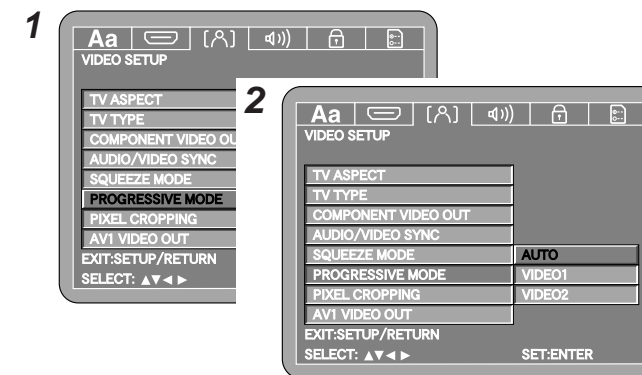 1
Aa
VIDEO SETUP
TV ASPECT
TV TYPE
COMPONENT VIDEO OU
AUDIO/VIDEO SYNC
SQUEEZE MODE
PROGRESSIVE MODE
PIXEL CROPPING
AV1 VIDEO OUT
EXIT:SETUP/RETURN
SELECT: ▲▼◄ ►
2
Aa
VIDEO SETUP
TV ASPECT
TV TYPE
COMPONENT VIDEO OUT
AUDIO/VIDEO SYNC
SQUEEZE MODE AUTO
PROGRESSIVE MODE VIDEO1
PIXEL CROPPING VIDEO2
AV1 VIDEO OUT
EXIT:SETUP/RETURN
SELECT: ▲▼◄ ► SET:ENTER